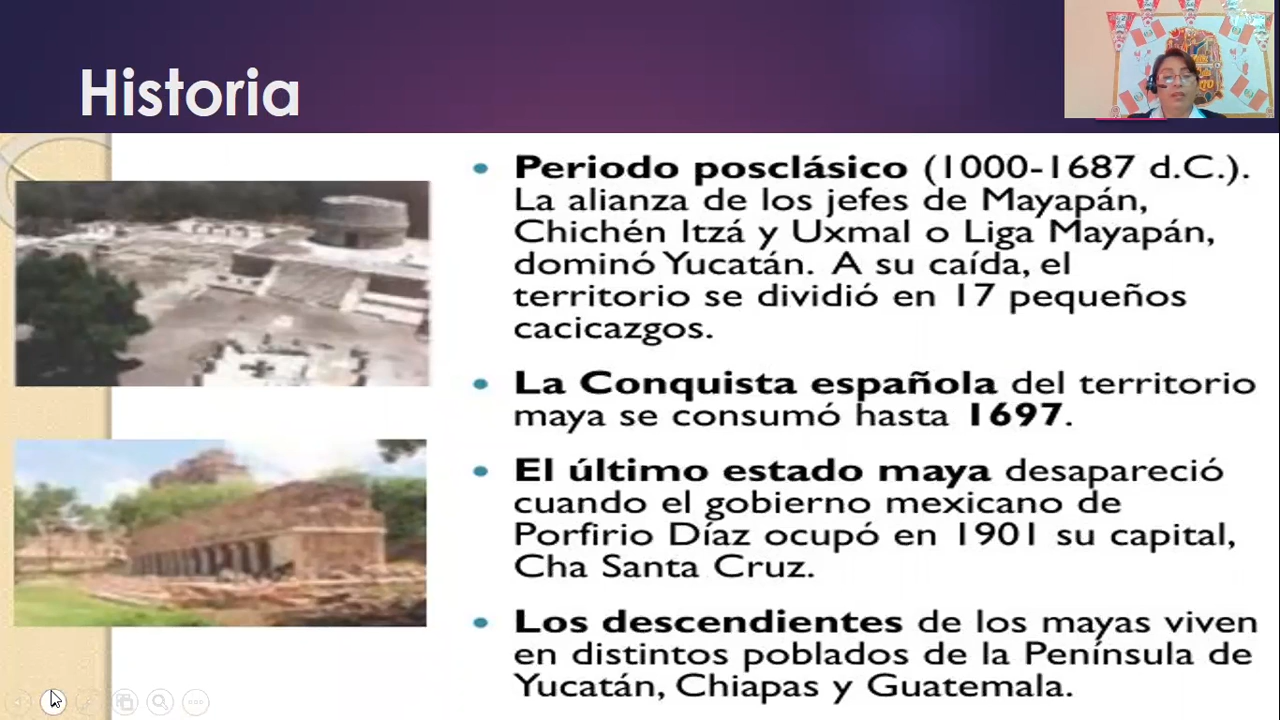 Historia
• Periodo posclásico (1000-1687 d.C.).
La alianza de los jefes de Mayapán,
Chichén Itzá y Uxmal o Liga Mayapán,
dominó Yucatán. A su caída, el
territorio se dividió en 17 pequeños
cacicazgos.
• La Conquista española del territorio
maya se consumó hasta 1697.
• El último estado maya desapareció
cuando el gobierno mexicano de
Porfirio Díaz ocupó en 1901 su capital,
Cha Santa Cruz.
• Los descendientes de los mayas viven
en distintos poblados de la Península de
Yucatán, Chiapas y Guatemala.